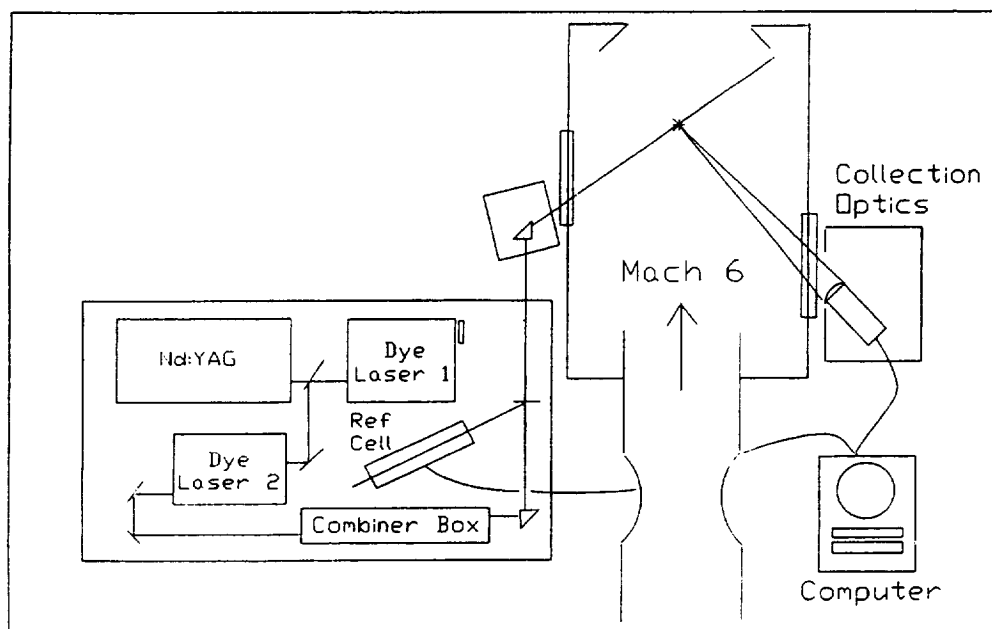 Collection
Optics
Mach 6
Nd:YAG
Dye
Laser 1
Ref
Cell
Dye
Laser 2
Combiner Box
Computer